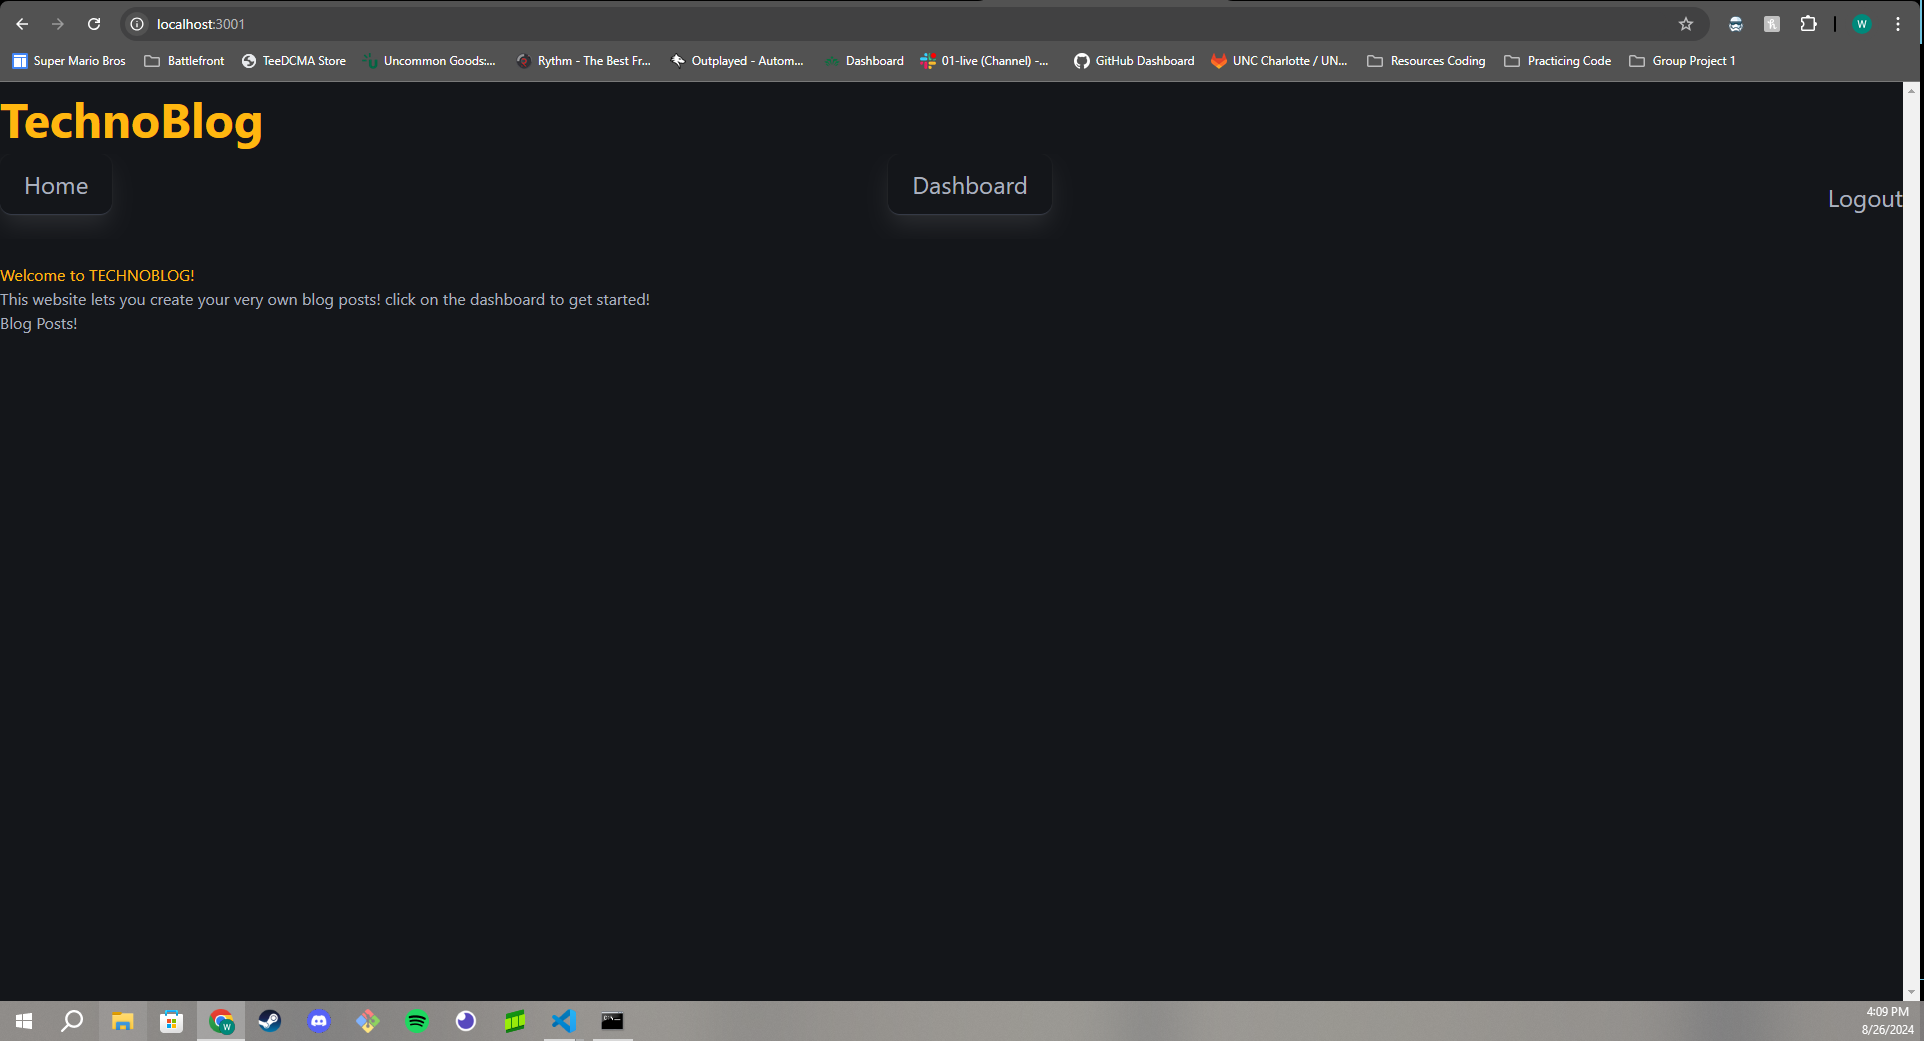 localhost:3001
W
Super Mario Bros
Battlefront
TeeDCMA Store
Uncommon Goods:...
Rythm - The Best Fr...
Outplayed - Autom...
Dashboard
01-live (Channel) -...
GitHub Dashboard
UNC Charlotte / UN...
Resources Coding
Practicing Code
Group Project 1
TechnoBlog
Home
Dashboard
Logout
Welcome to TECHNOBLOG!
This website lets you create your very own blog posts! click on the dashboard to get started!
Blog Posts!
W
4:09 PM
8/26/2024